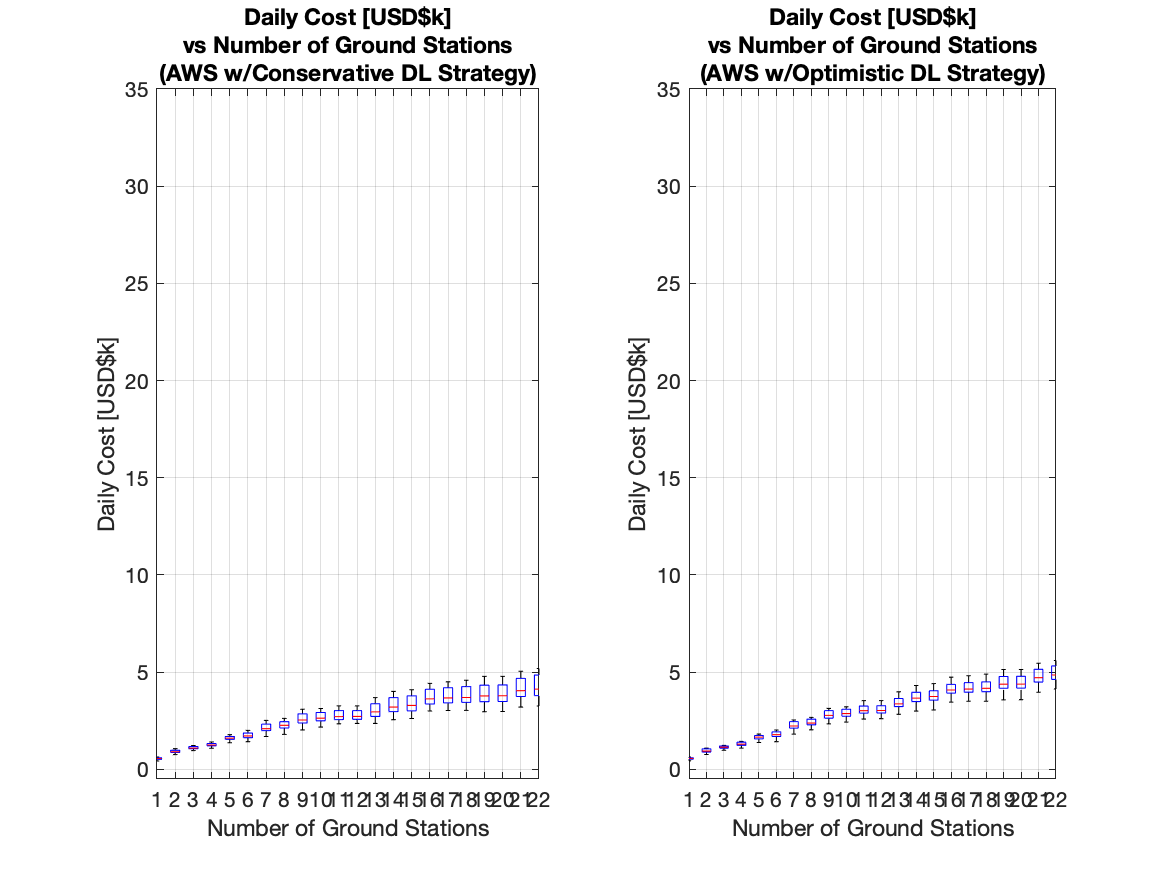 Daily Cost [USD$k]
vs Number of Ground Stations
(AWS w/Conservative DL Strategy)
35
30
25
20
15
10
5
0
Daily Cost [USD$k]
1 2 3 4 5 6 7 8 9 10 11 12 13 14 15 16 17 18 19 20 21 22
Number of Ground Stations
Daily Cost [USD$k]
vs Number of Ground Stations
(AWS w/Optimistic DL Strategy)
35
30
25
20
15
10
5
0
Daily Cost [USD$k]
1 2 3 4 5 6 7 8 9 10 11 12 13 14 15 16 17 18 19 20 21 22
Number of Ground Stations